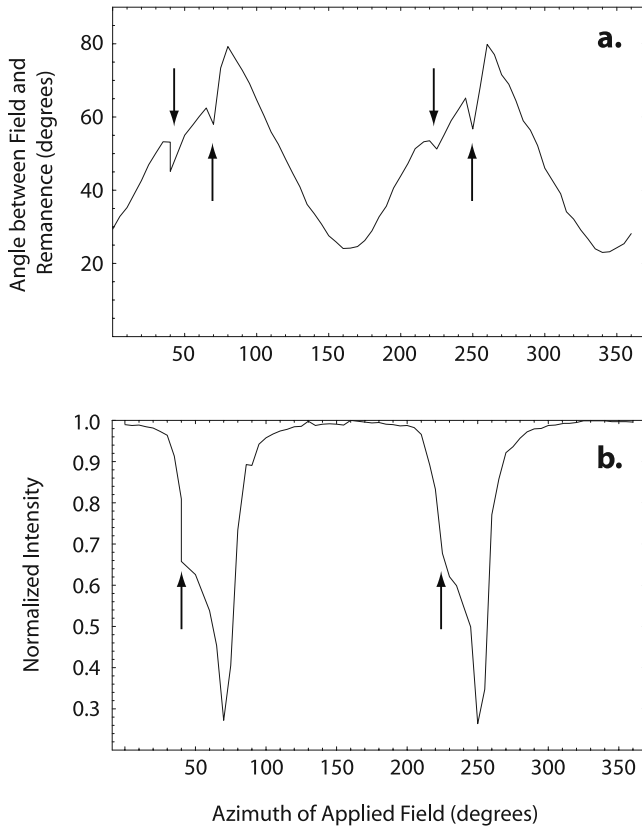 a.
Angle between Field and
Remanence (degrees)
80
60
40
20
50 100 150 200 250 300 350
b.
Normalized Intensity
1.0
0.9
0.8
0.7
0.6
0.5
0.4
0.3
50 100 150 200 250 300 350
Azimuth of Applied Field (degrees)